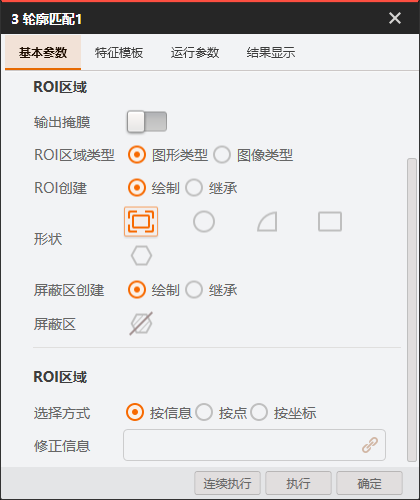 3 轮廓匹配1
基本参数 特征模板 运行参数 结果显示
ROI区域
输出掩膜
ROI区域类型 图形类型 图像类型
ROI创建 绘制 继承
形状
屏蔽区创建 绘制 继承
屏蔽区
ROI区域
选择方式 按信息 按点 按坐标
修正信息
连续执行 执行 确定